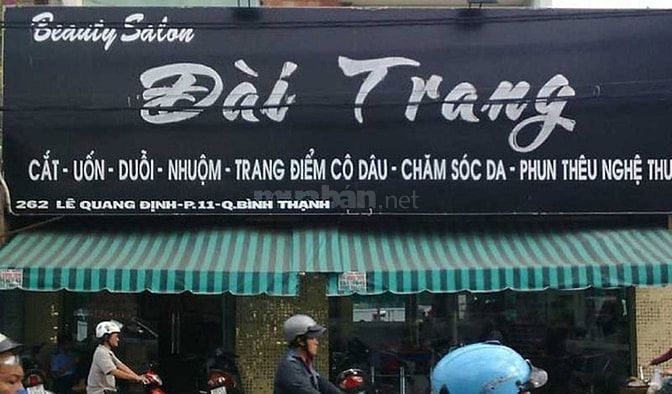 Beauty Salon
Đài Trang
CẮT - UỐN - DUỖI - NHUỘM - TRANG ĐIỂM CÔ DÂU - CHĂM SÓC DA - PHUN THÊU NGHỆ THU
muaban.net
262 LÊ QUANG ĐỊNH-P.11-Q.BÌNH THẠNH